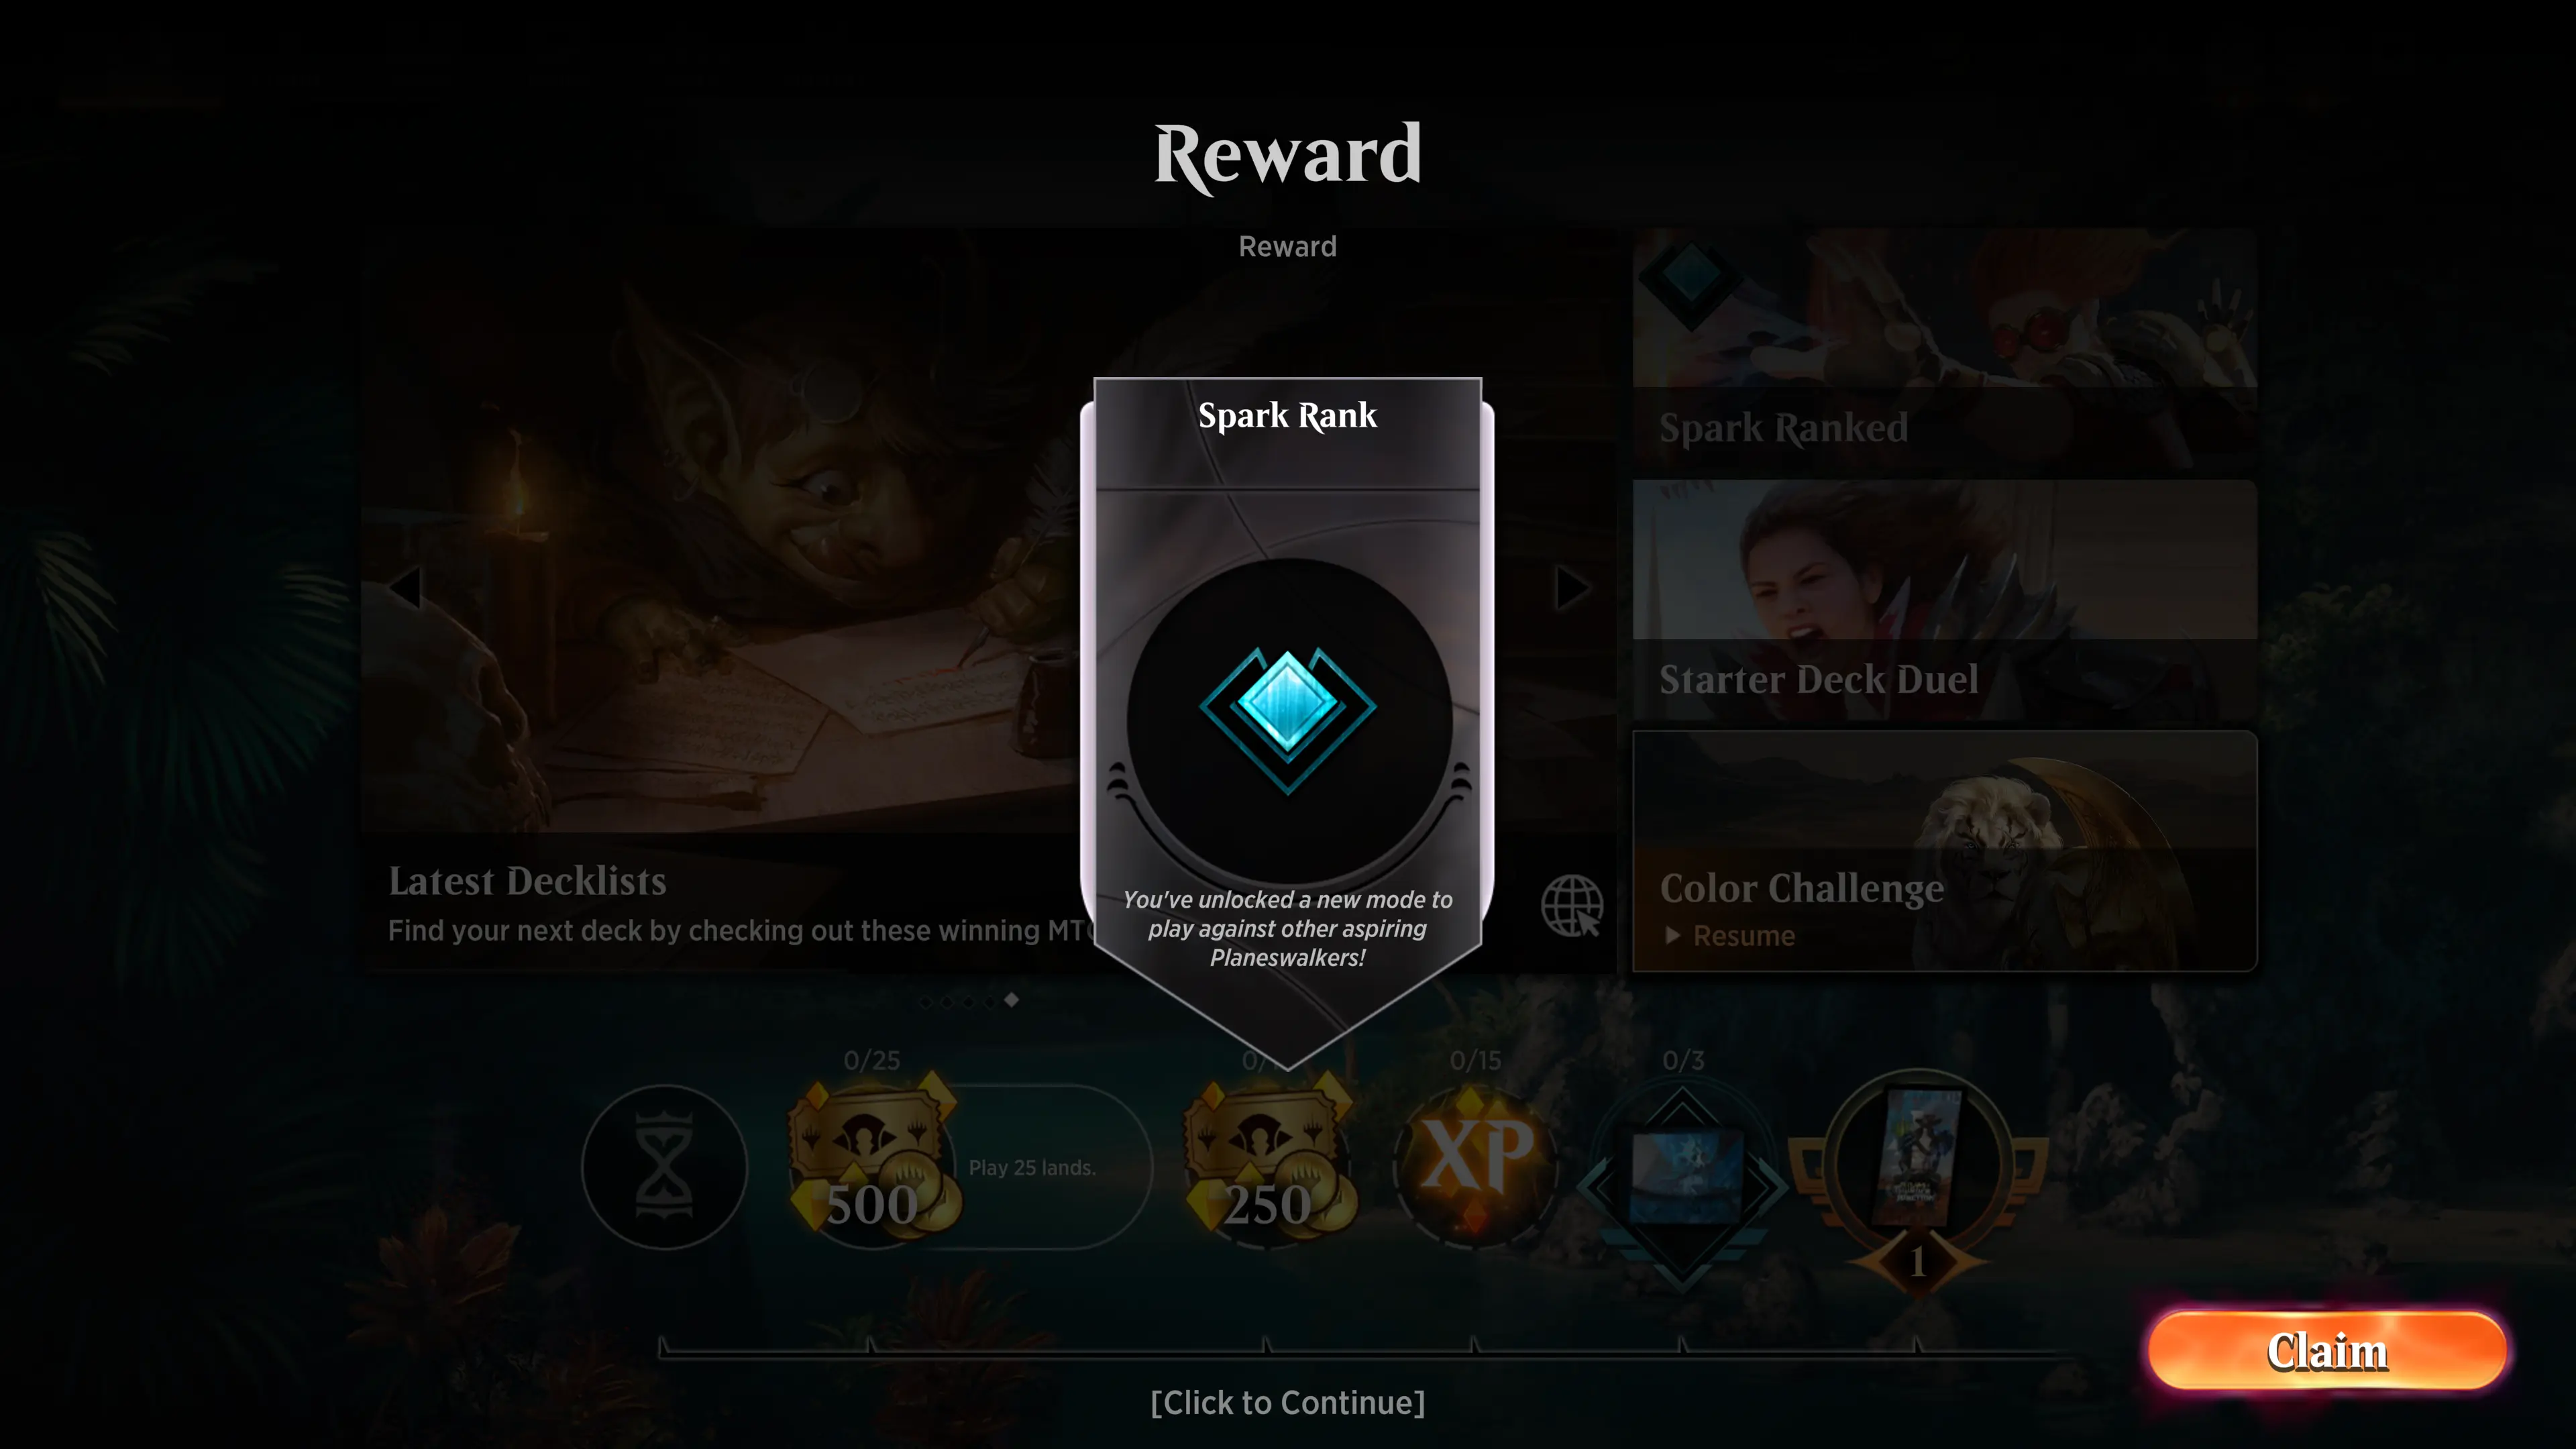 Reward
Reward
Spark Rank
You've unlocked a new mode to
play against other aspiring
Planeswalkers!
Latest Decklists
Find your next deck by checking out these winning
Spark Ranked
Starter Deck Duel
Color Challenge
Resume
0/25
500
Play 25 lands.
250
0/15
XP
0/3
1
Claim
[Click to Continue]